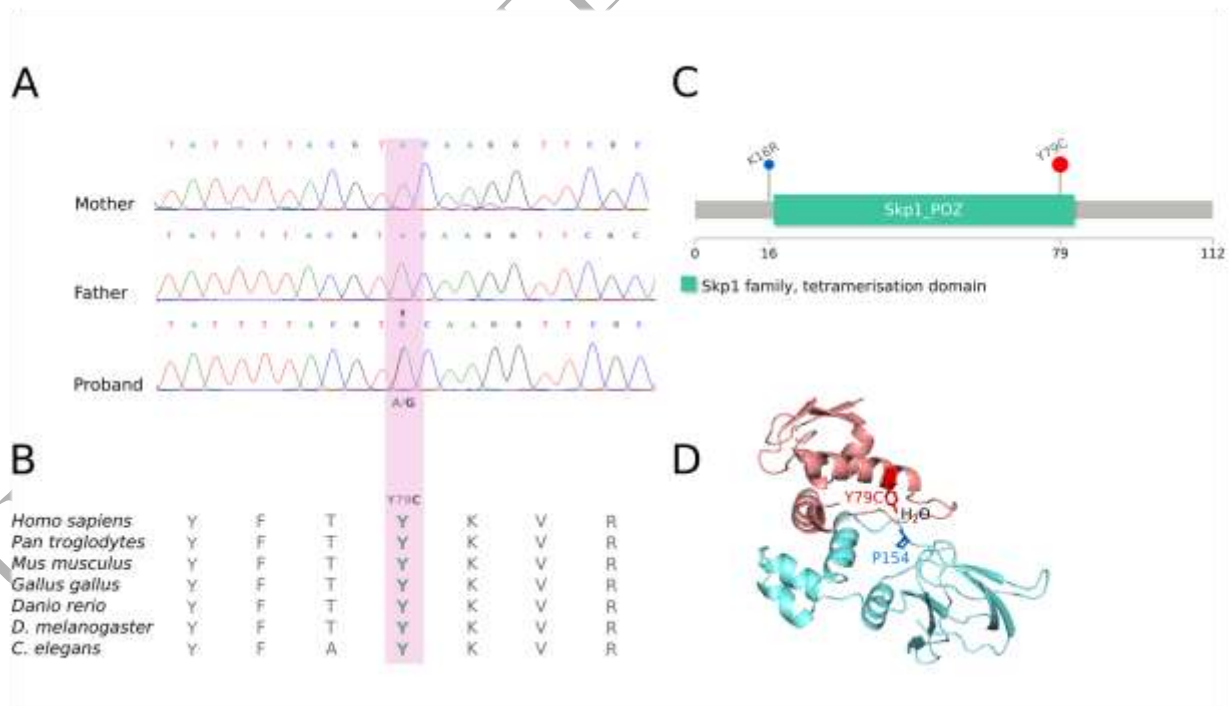 A
T A T T T T A C G T A C A A G G T T C G C
Mother
T A T T T T A C G T A C A A G G T T C G C
Father
Proband
A/G
B
Y79C
Homo sapiens Y F T Y K V R
Pan troglodytes Y F T Y K V R
Mus musculus Y F T Y K V R
Gallus gallus Y F T Y K V R
Danio rerio Y F T Y K V R
D. melanogaster Y F T Y K V R
C. elegans Y F A Y K V R
C
K16R
Y79C
Skp1_POZ
0 16 79 112
Skp1 family, tetramerisation domain
D
Y79C
H2O
P154